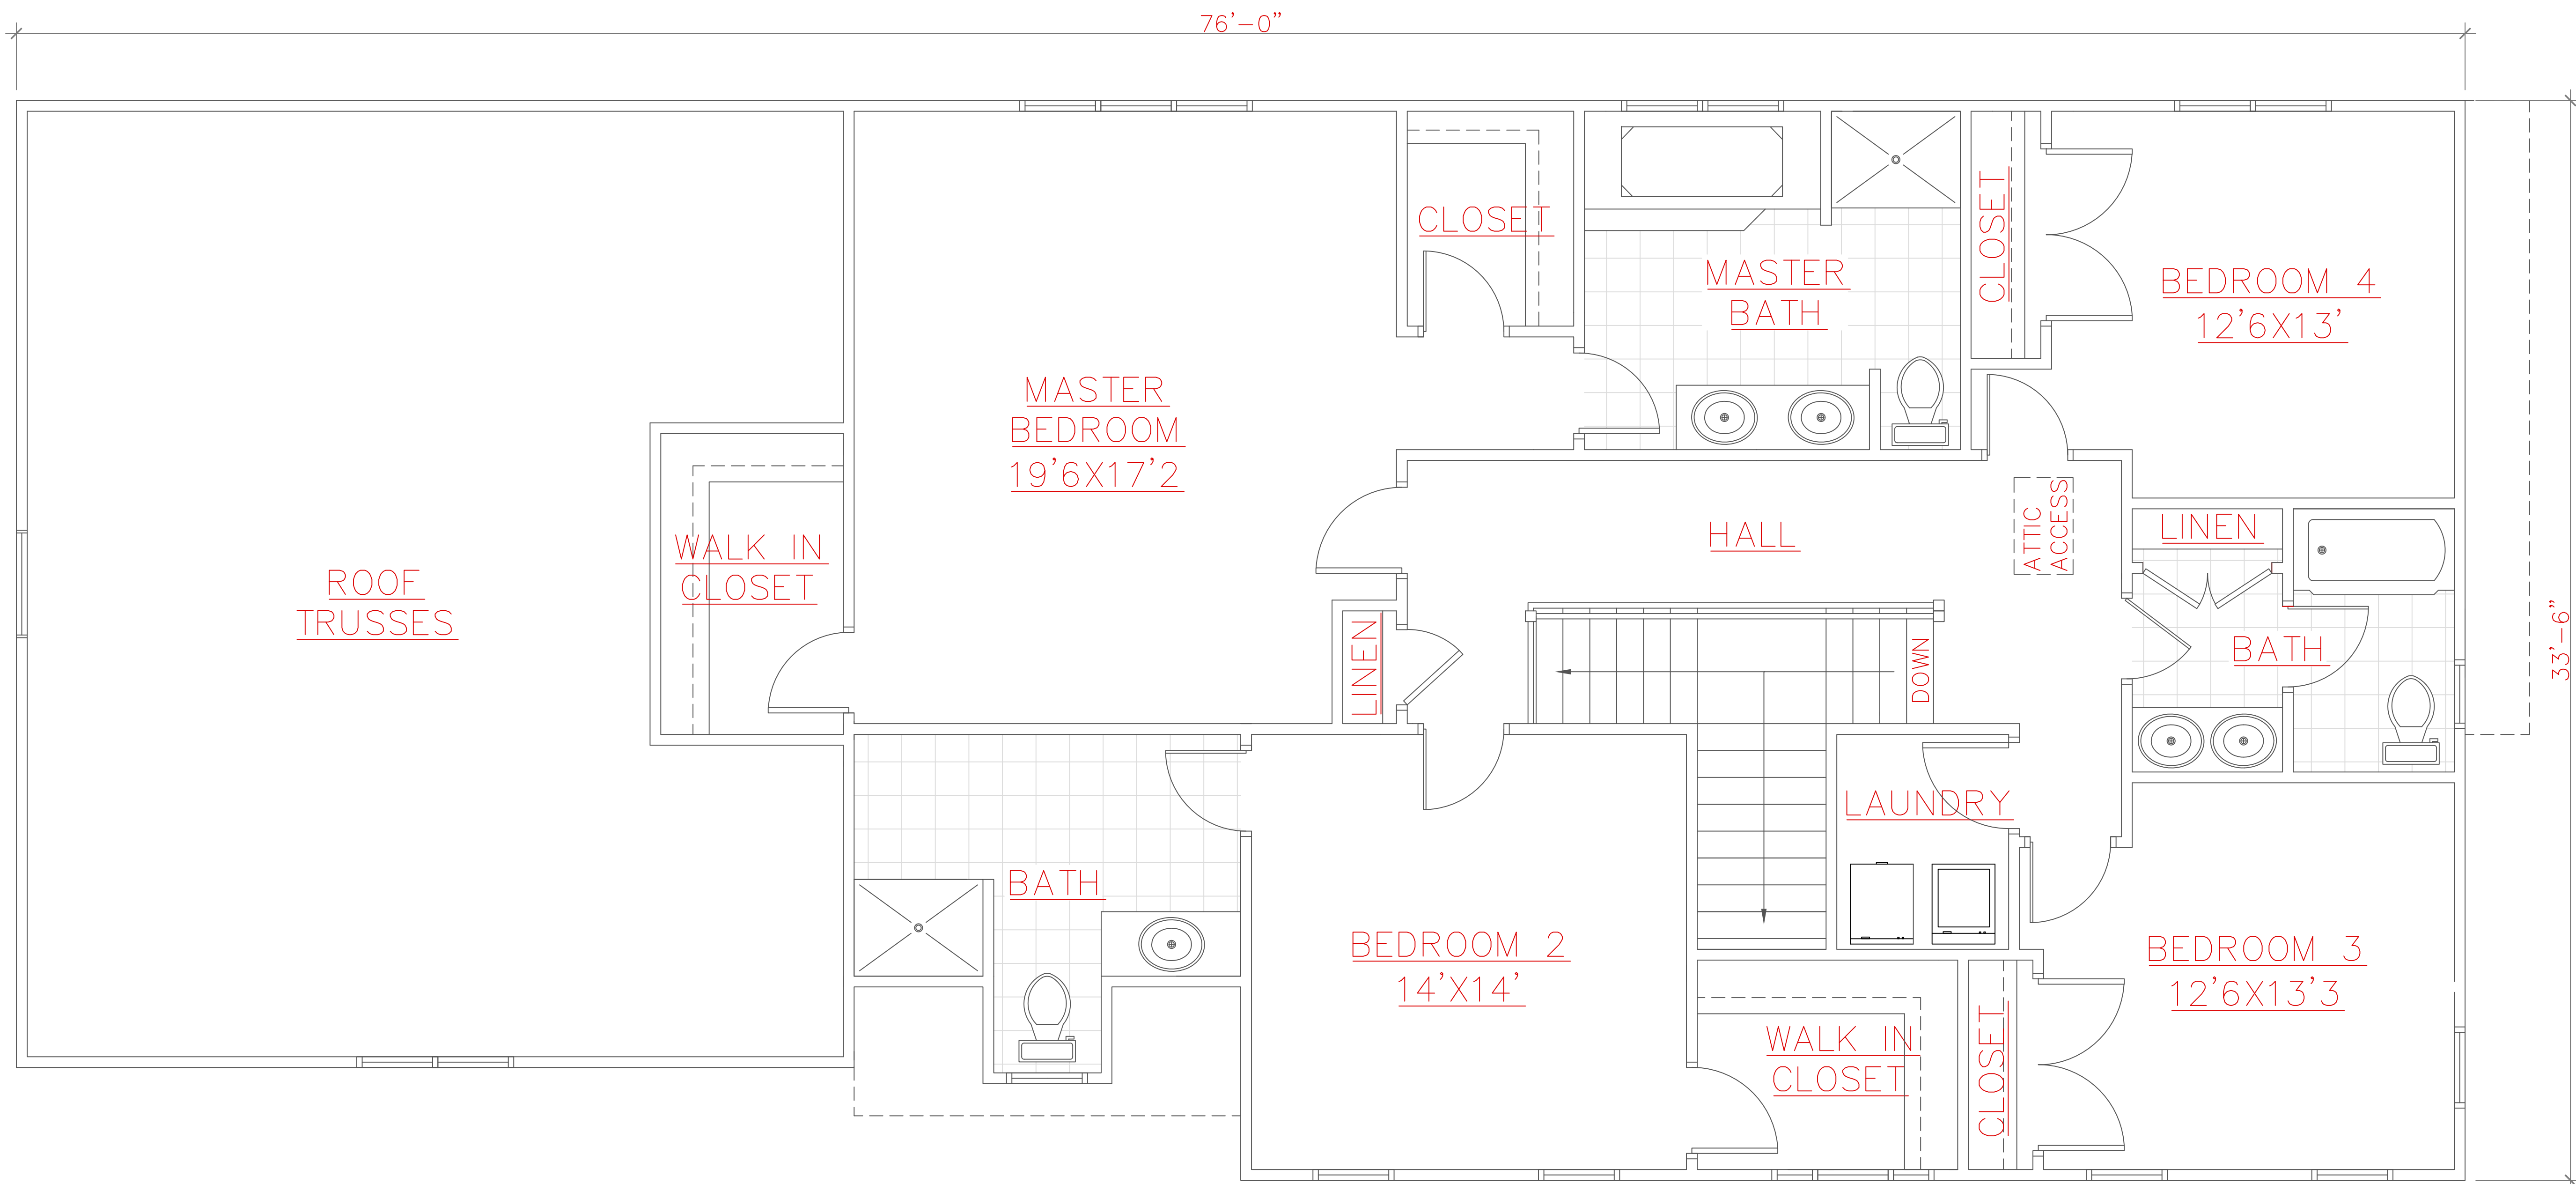 76'-0"
CLOSET
MASTER
BATH
CLOSET
BEDROOM 4
12'6X13'
MASTER
BEDROOM
19'6X17'2
WALK IN
CLOSET
ROOF
TRUSSES
HALL
ATTIC
ACCESS
LINEN
33'-6"
LINEN
DOWN
BATH
LAUNDRY
BATH
BEDROOM 2
14'X14'
BEDROOM 3
12'6X13'3
WALK IN
CLOSET
CLOSET